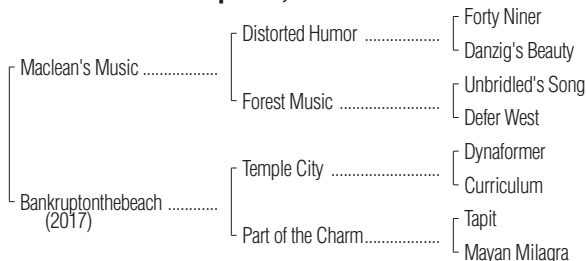 Forty Niner
Distorted Humor ..................
Danzig's Beauty
Maclean's Music ..................
Unbridled's Song
Forest Music ........................
Defer West
Dynaformer
Temple City ..........................
Curriculum
Bankruptonthebeach ............
(2017)
Tapit
Part of the Charm..................
Mayan Milagra